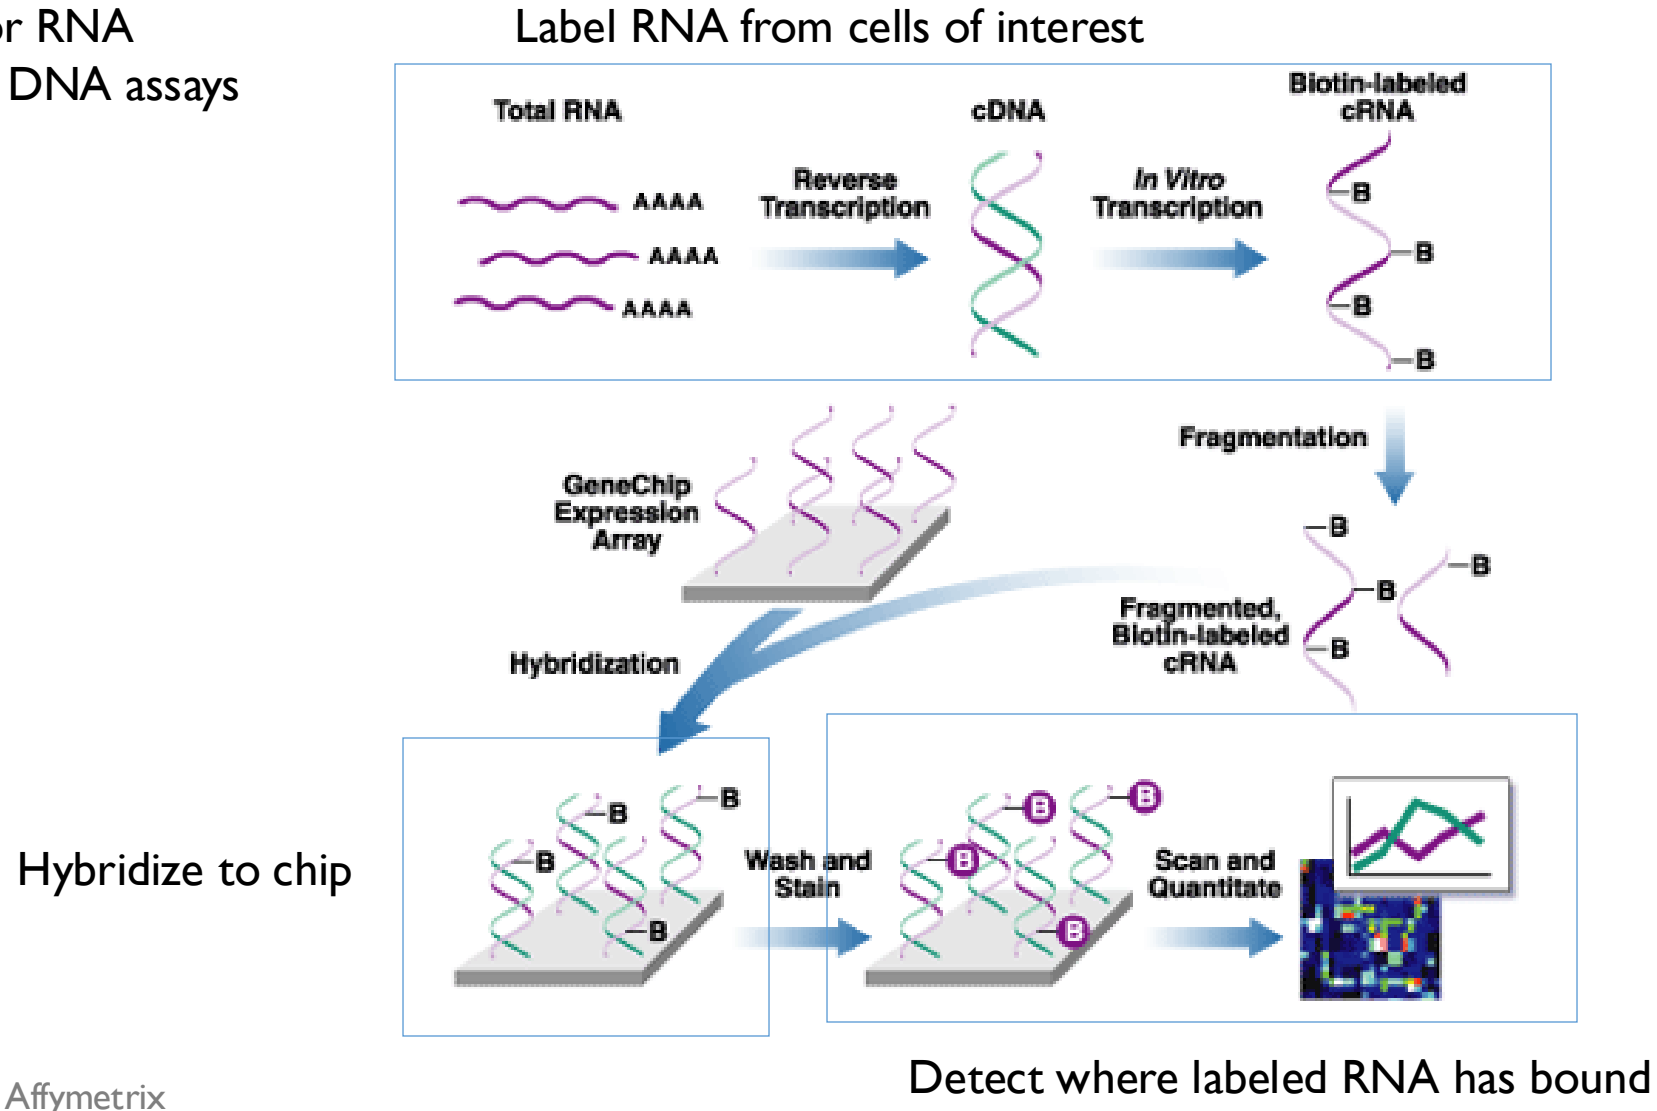 or RNA
DNA assays
Label RNA from cells of interest
Total RNA
cDNA
Biotin-labeled
cRNA
AAAA
AAAA
AAAA
Reverse
Transcription
In Vitro
Transcription
B
B
B
B
Fragmentation
GeneChip
Expression
Array
B
B
B
B
Fragmented,
Biotin-labeled
cRNA
Hybridization
B
B
B
B
Hybridize to chip
Wash and
Stain
B
B
B
B
Scan and
Quantitate
Detect where labeled RNA has bound
Affymetrix